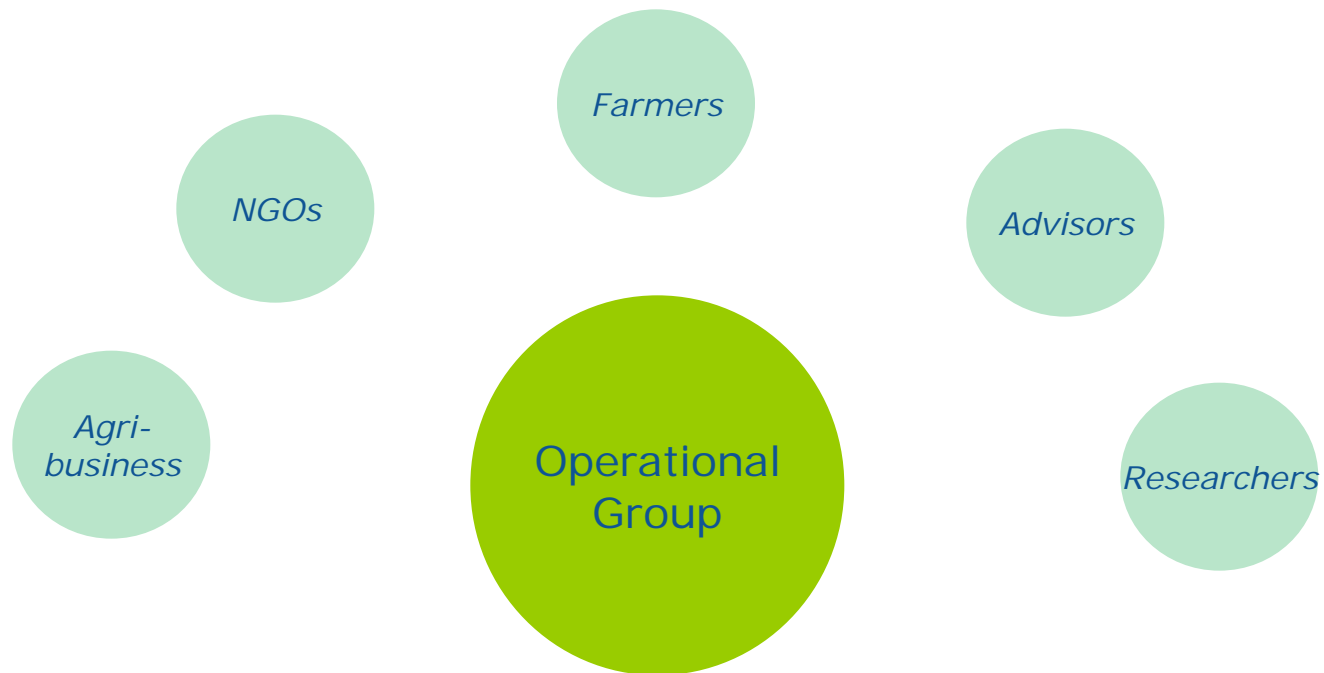 Farmers
NGOs
Advisors
Agri-
business
Operational
Group
Researchers